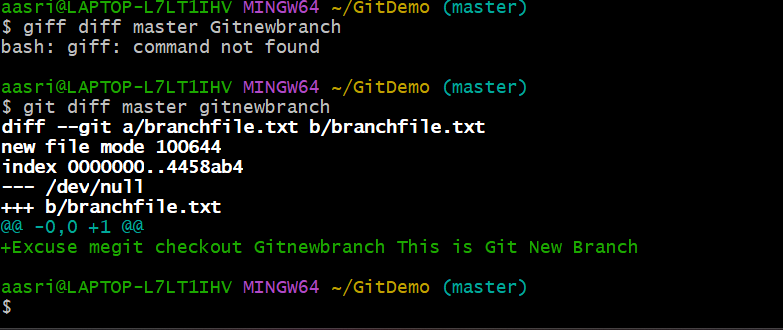 aasri@LAPTOP-L7LT1IHV MINGW64 ~/GitDemo (master)
$ giff diff master Gitnewbranch
bash: giff: command not found
aasri@LAPTOP-L7LT1IHV MINGW64 ~/GitDemo (master)
$ git diff master gitnewbranch
diff --git a/branchfile.txt b/branchfile.txt
new file mode 100644
index 0000000..4458ab4
--- /dev/null
+++ b/branchfile.txt
@@ -0,0 +1 @@
+Excuse megit checkout Gitnewbranch This is Git New Branch
aasri@LAPTOP-L7LT1IHV MINGW64 ~/GitDemo (master)
$